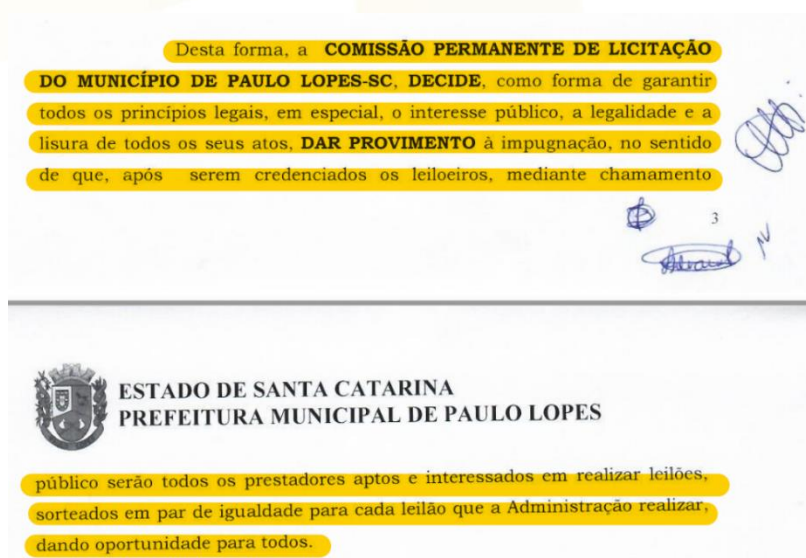 Desta forma, a COMISSÃO PERMANENTE DE LICITAÇÃO
DO MUNICÍPIO DE PAULO LOPES-SC, DECIDE, como forma de garantir
todos os princípios legais, em especial, o interesse público, a legalidade e a
lisura de todos os seus atos, DAR PROVIMENTO à impugnação, no sentido
de que, após serem credenciados os leiloeiros, mediante chamamento
3
ESTADO DE SANTA CATARINA
PREFEITURA MUNICIPAL DE PAULO LOPES
público serão todos os prestadores aptos e interessados em realizar leilões,
sorteados em par de igualdade para cada leilão que a Administração realizar,
dando oportunidade para todos.